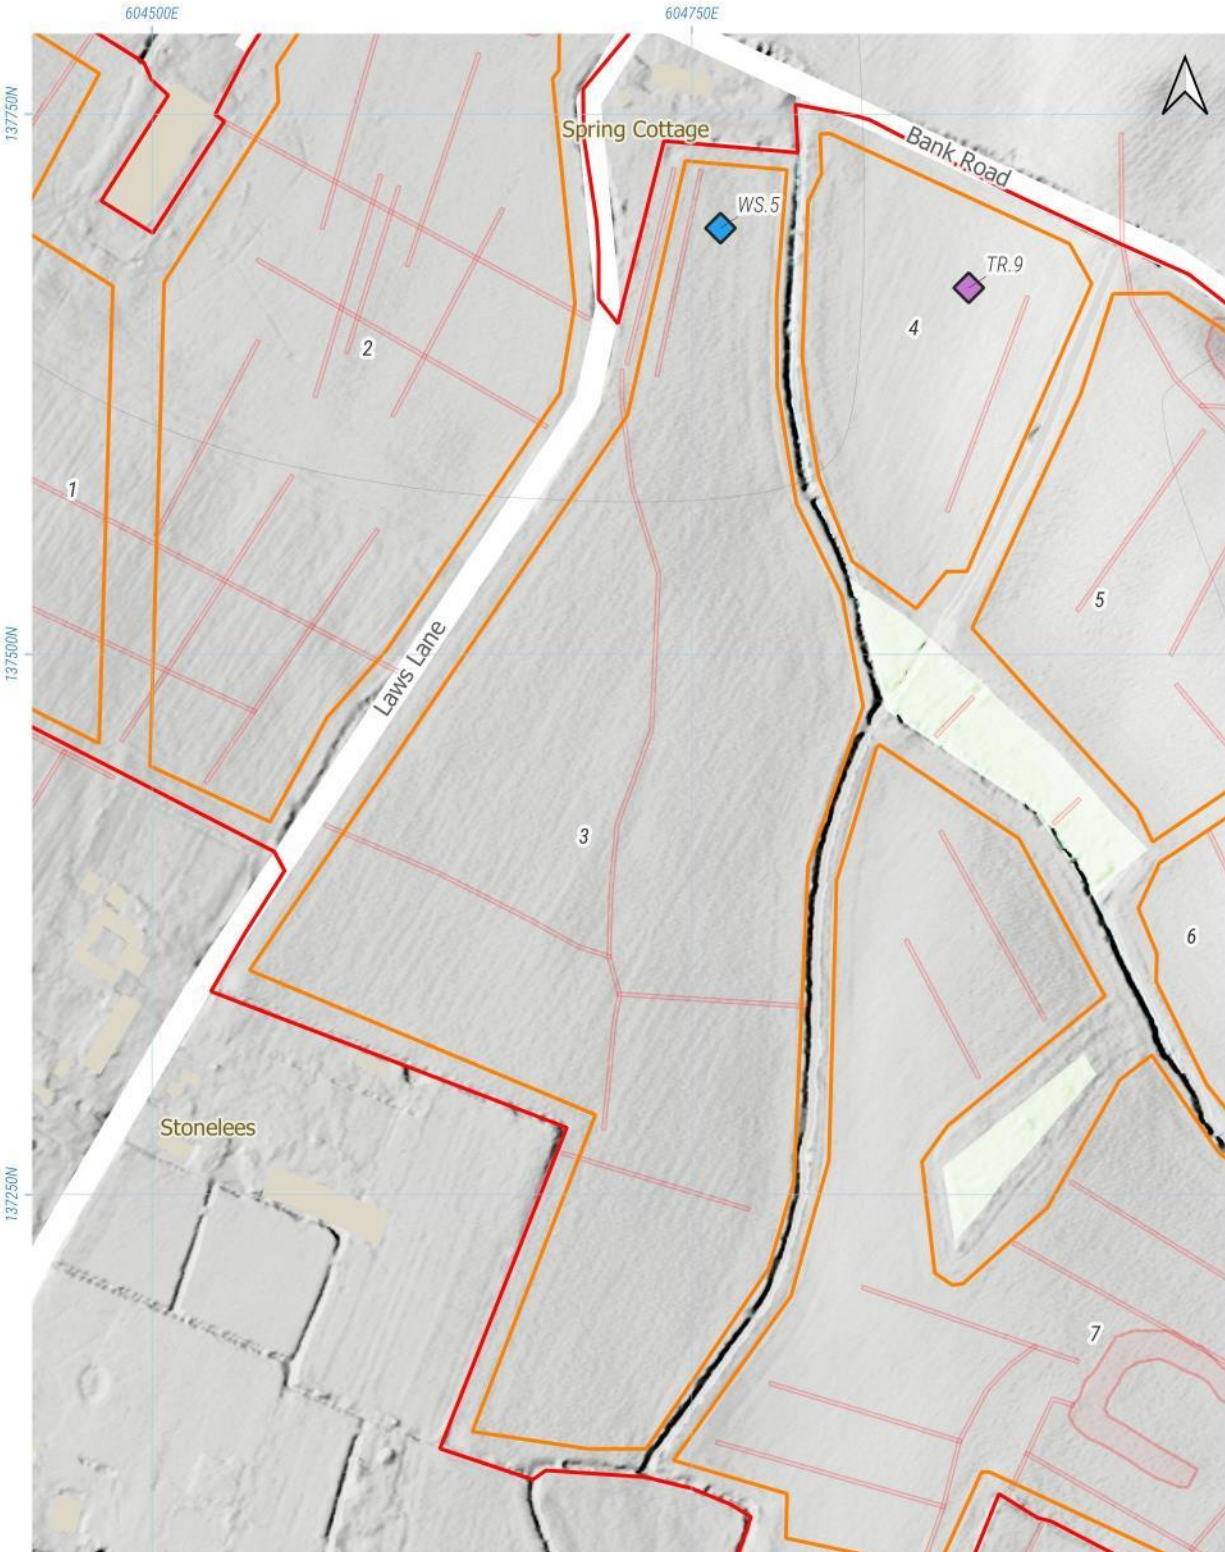 604500E
604750E
137750N
Spring Cottage
Bank Road
WS.5
TR.9
4
2
1
5
137500N
Laws Lane
3
6
Stonelees
137250N
7